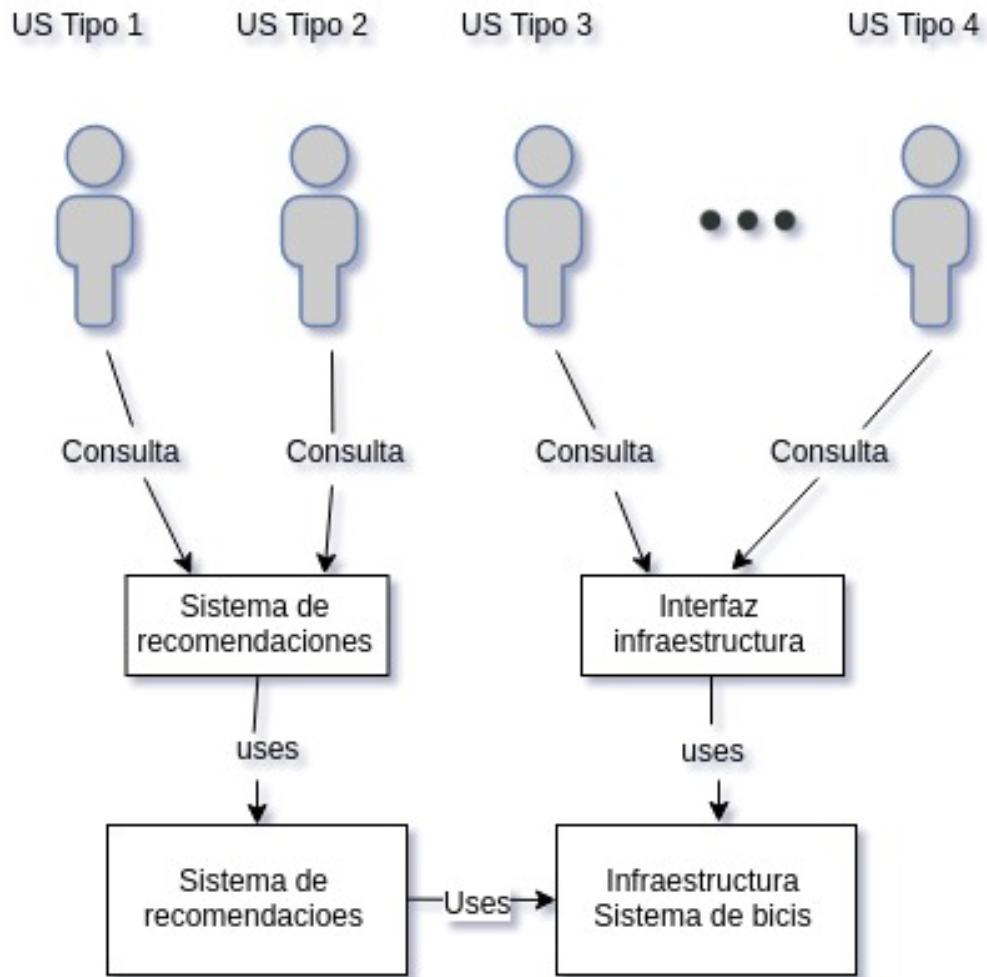 US Tipo 1
US Tipo 2
US Tipo 3
US Tipo 4
Consulta
Consulta
Consulta
Consulta
Sistema de
recomendaciones
Interfaz
infraestructura
uses
uses
Sistema de
recomendacioes
Uses
Infraestructura
Sistema de bicis